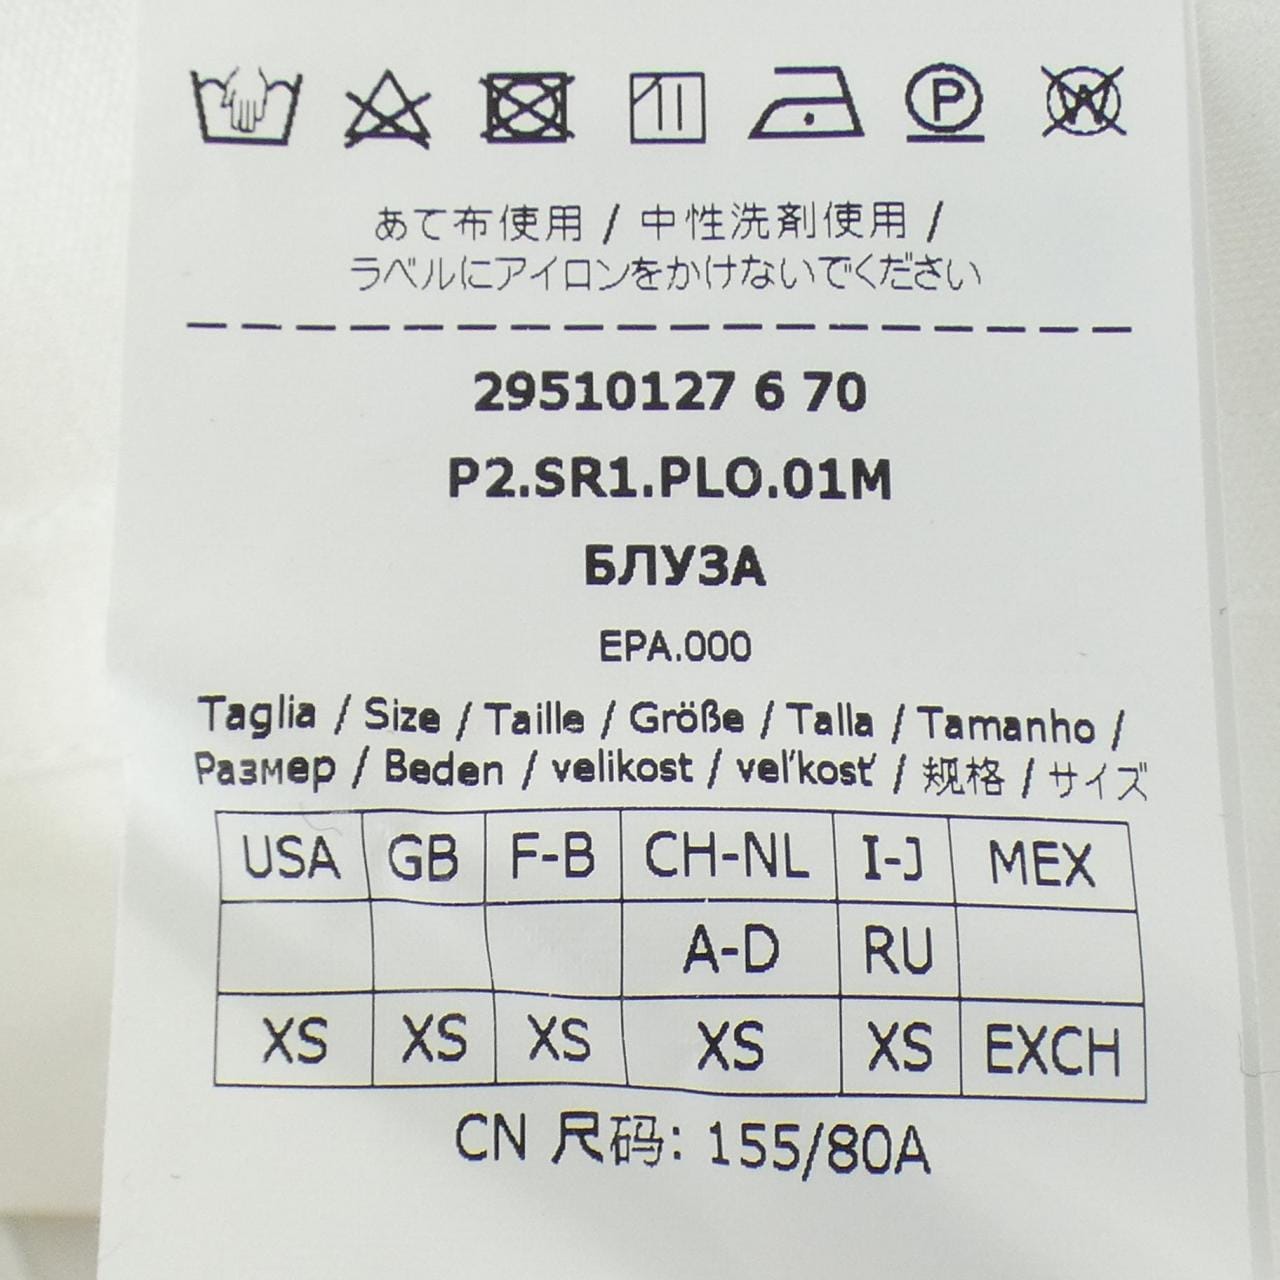 P W
あて布使用 / 中性洗剤使用 /
ラベルにアイロンをかけないでください
29510127 6 70
P2.SR1.PLO.01M
БЛУЗА
EPA.000
Taglia / Size / Taille / Größe / Talla / Tamanho /
Размер / Beden / velikost / vel'kosť / 规格 / サイズ
USA GB F-B CH-NL I-J MEX
A-D RU
XS XS XS XS XS EXCH
CN 尺码: 155/80A